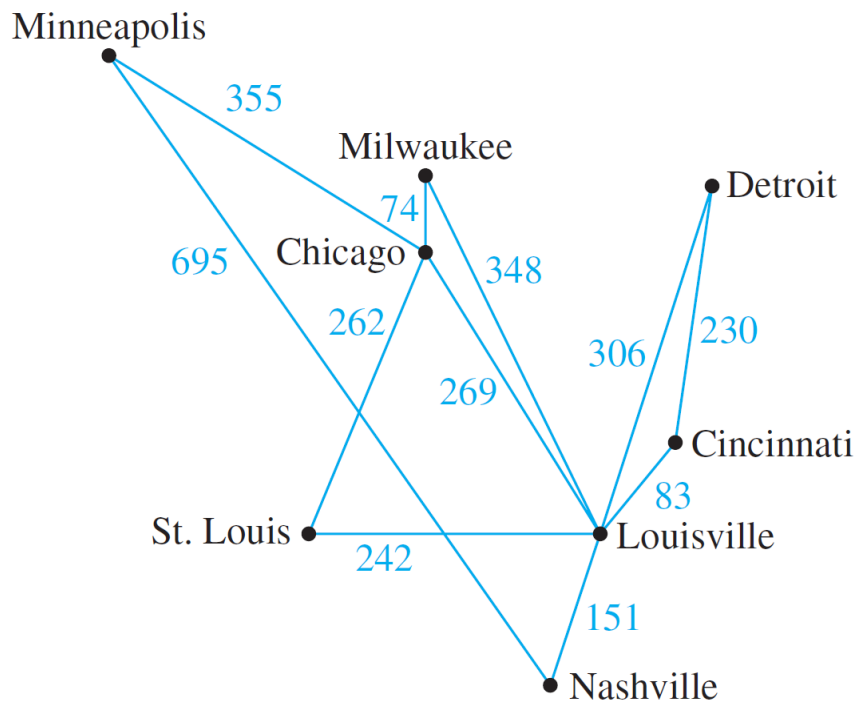 Minneapolis
355
Milwaukee
Detroit
74
Chicago
695
348
262
306
230
269
Cincinnati
83
St. Louis
Louisville
242
151
Nashville